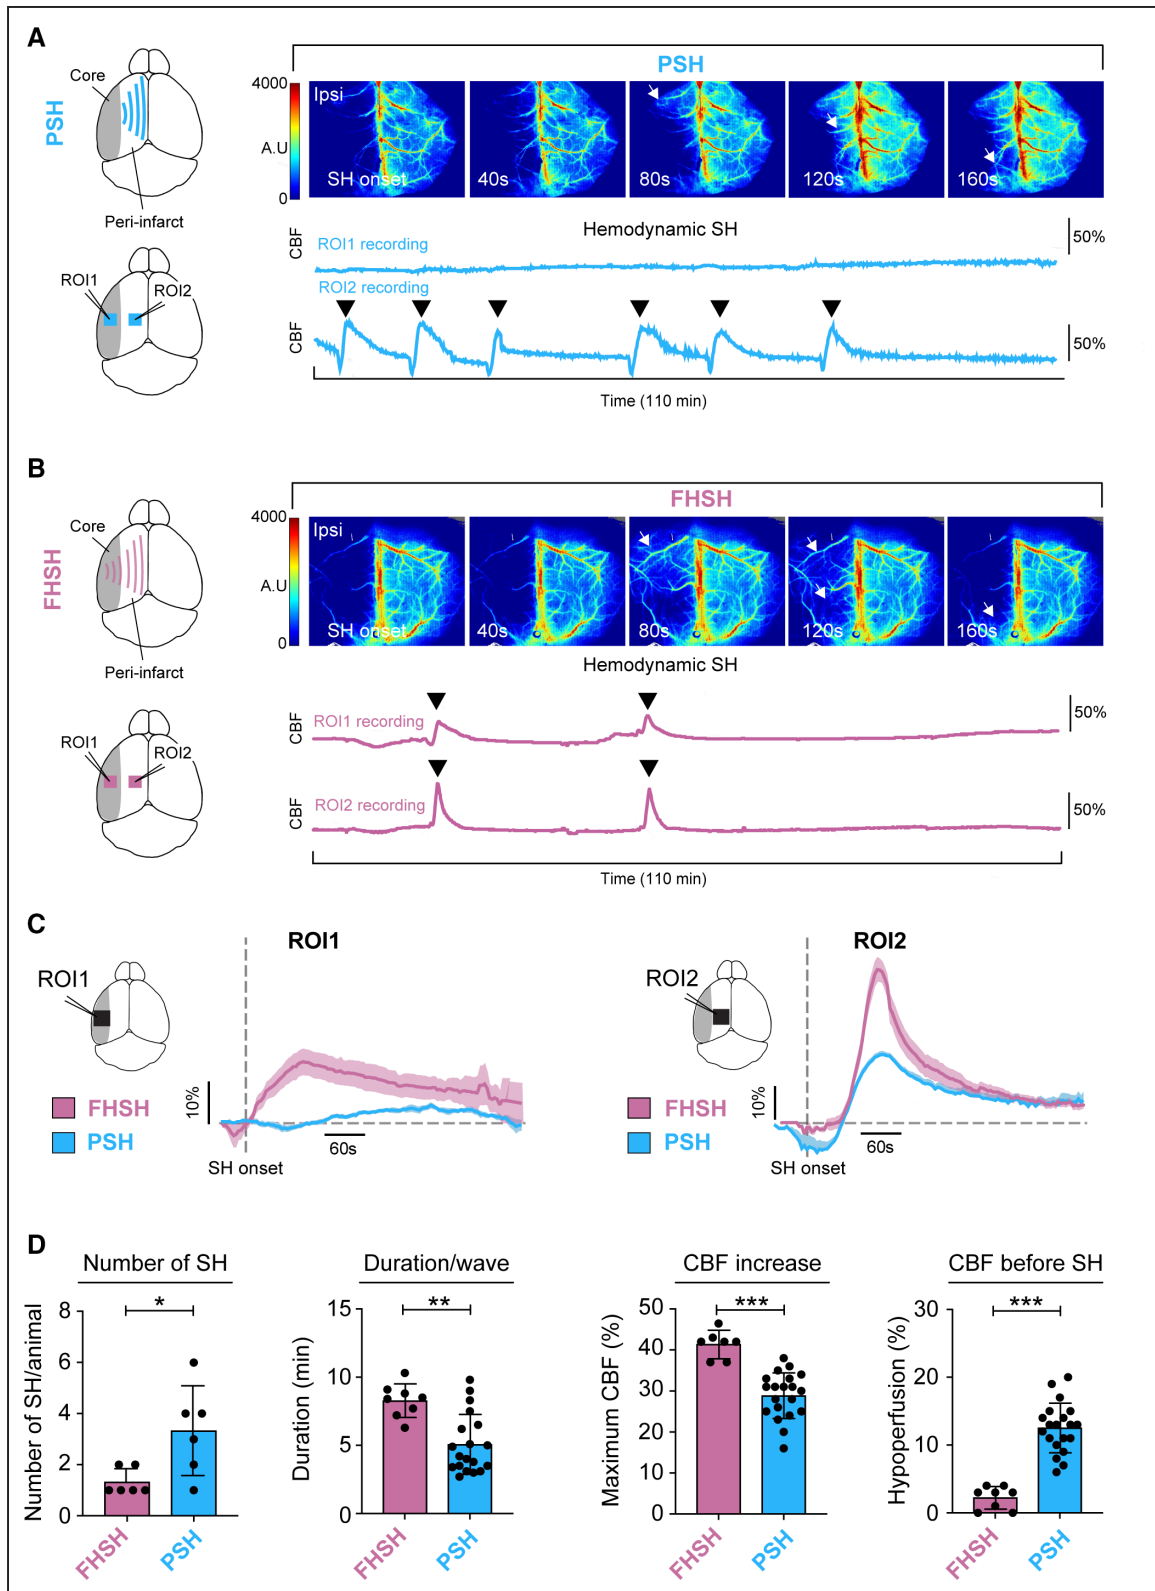 A
PSH
Core
Peri-infarct
PSH
4000
A.U
0
Ipsi
SH onset
40s
80s
120s
160s
Hemodynamic SH
ROI1
ROI2
CBF
ROI1 recording
50%
ROI2 recording
CBF
50%
Time (110 min)
B
FHSH
Core
Peri-infarct
FHSH
4000
A.U
0
Ipsi
SH onset
40s
80s
120s
160s
Hemodynamic SH
ROI1
ROI2
CBF
ROI1 recording
50%
CBF
ROI2 recording
50%
Time (110 min)
C
ROI1
ROI1
FHSH
PSH
10%
60s
SH onset
ROI2
ROI2
FHSH
PSH
10%
60s
SH onset
D
Number of SH
Number of SH/animal
8
6
4
2
0
*
FHSH
PSH
Duration/wave
Duration (min)
15
10
5
0
**
FHSH
PSH
CBF increase
Maximum CBF (%)
50
40
30
20
10
0
***
FHSH
PSH
CBF before SH
Hypoperfusion (%)
30
20
10
0
***
FHSH
PSH